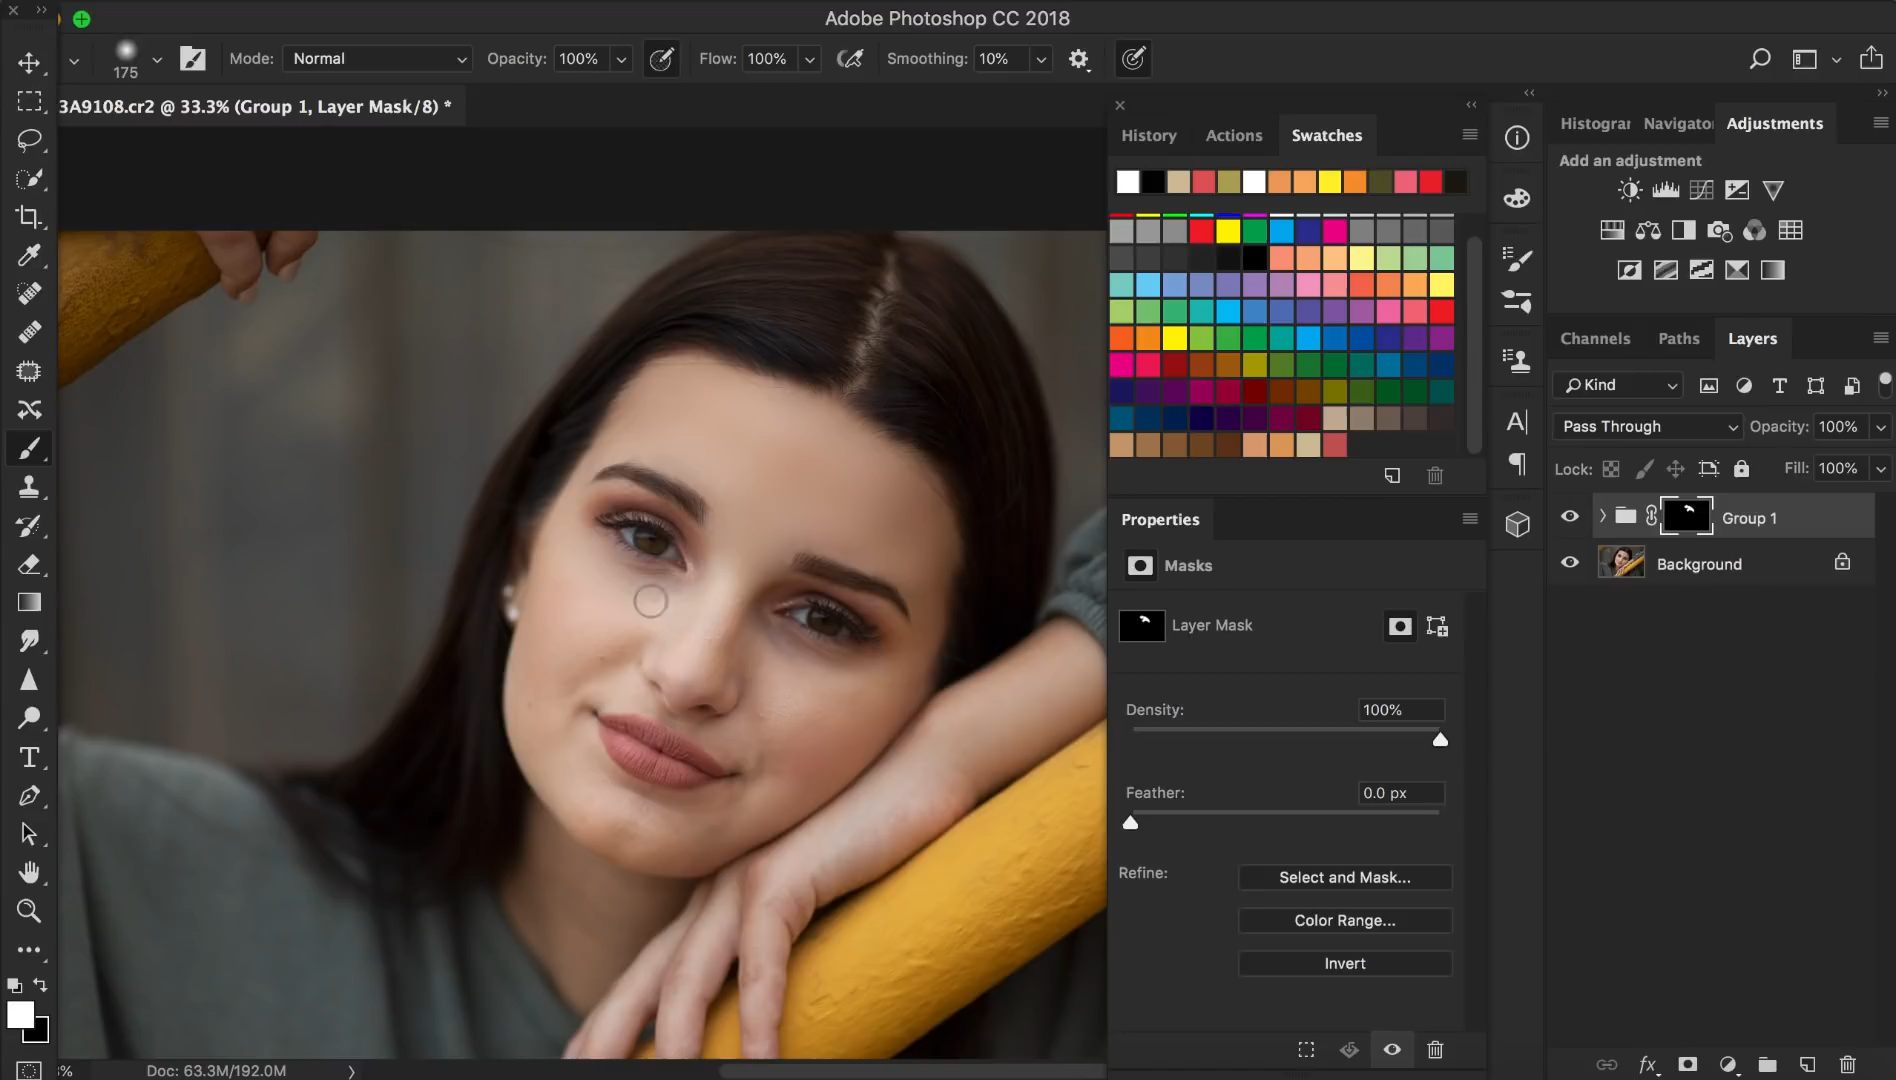 Adobe Photoshop CC 2018
175
Mode: Normal Opacity: 100% Flow: 100% Smoothing: 10%
3A9108.cr2 @ 33.3% (Group 1, Layer Mask/8) *
History Actions Swatches
Properties
Masks
Layer Mask
Density: 100%
Feather: 0.0 px
Refine: Select and Mask...
Color Range...
Invert
Histograr Navigato Adjustments
Add an adjustment
Channels Paths Layers
Kind
Pass Through Opacity: 100%
Lock: Fill: 100%
Group 1
Background
% Doc: 63.3M/192.0M